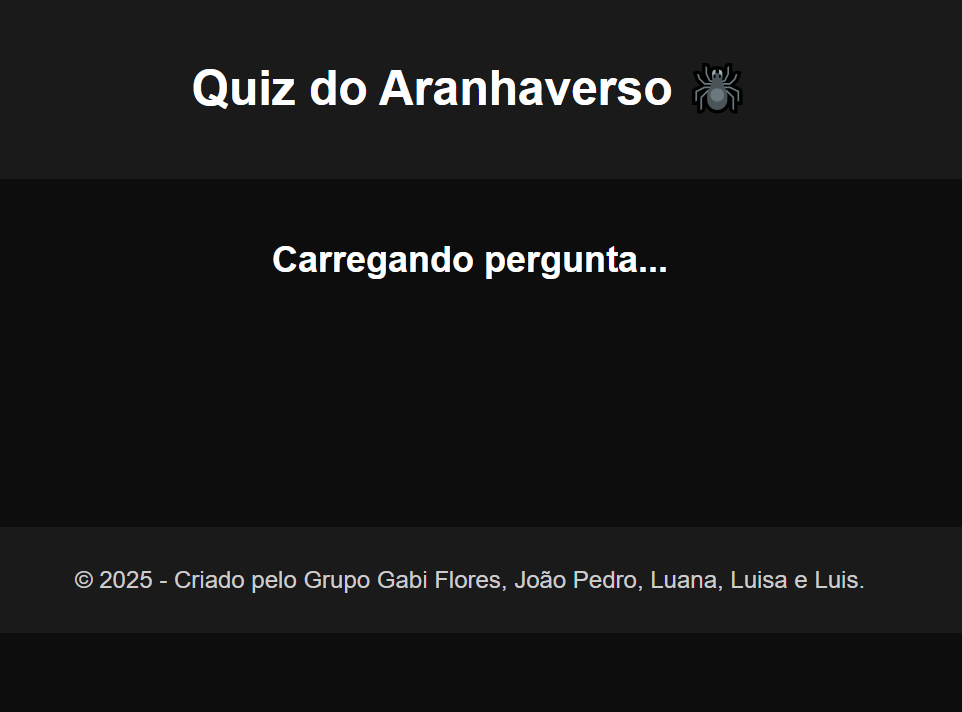 Quiz do Aranhaverso 🕷
Carregando pergunta...
© 2025 - Criado pelo Grupo Gabi Flores, João Pedro, Luana, Luisa e Luis.